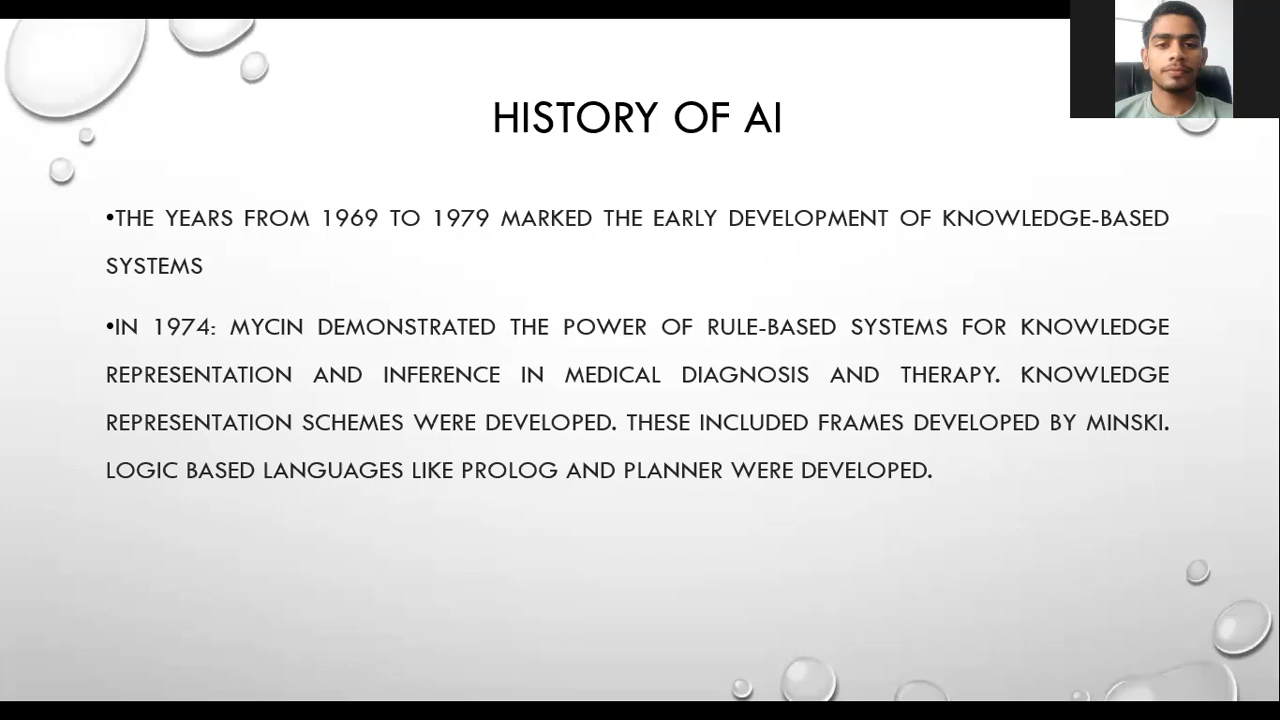 HISTORY OF AI
•THE YEARS FROM 1969 TO 1979 MARKED THE EARLY DEVELOPMENT OF KNOWLEDGE-BASED
SYSTEMS
•IN 1974: MYCIN DEMONSTRATED THE POWER OF RULE-BASED SYSTEMS FOR KNOWLEDGE
REPRESENTATION AND INFERENCE IN MEDICAL DIAGNOSIS AND THERAPY. KNOWLEDGE
REPRESENTATION SCHEMES WERE DEVELOPED. THESE INCLUDED FRAMES DEVELOPED BY MINSKI.
LOGIC BASED LANGUAGES LIKE PROLOG AND PLANNER WERE DEVELOPED.